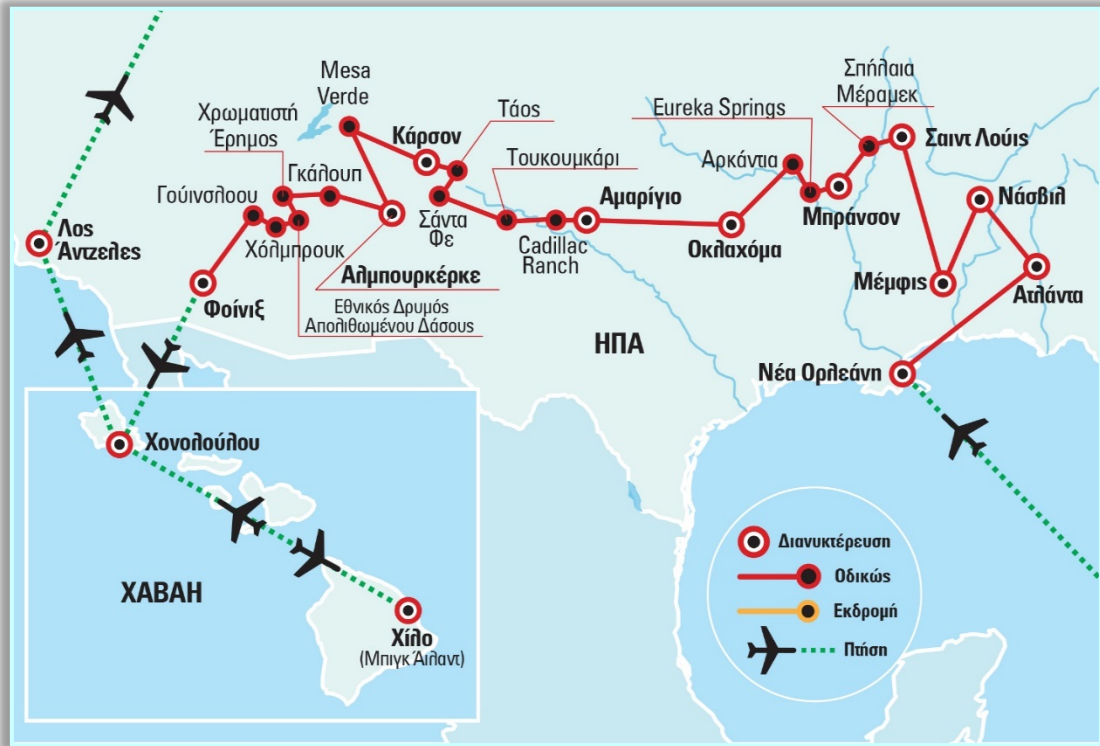 Mesa
Verde
Χρωματιστή
Έρημος
Γκάλουπ
Γουίνσλοου
Χόλμπρουκ
Κάρσον
Τάος
Τουκουμκάρι
Σάντα
Φε
Cadillac
Ranch
Αμαρίγιο
Eureka Springs
Αρκάντια
Σπήλαια
Μέραμεκ
Σαιντ Λούις
Νάσβιλ
Μπράνσον
Οκλαχόμα
Μέμφις
Ατλάντα
Λος
Άντζελες
Φοίνιξ
Αλμπουρκέρκε
Εθνικός Δρυμός
Απολιθωμένου Δάσους
ΗΠΑ
Νέα Ορλεάνη
Χονολούλου
ΧΑΒΑΗ
Χίλο
(Μπιγκ Άιλαντ)
Διανυκτέρευση
Οδικώς
Εκδρομή
Πτήση